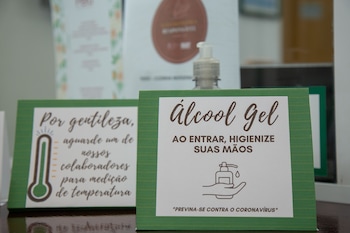 Por gentileza,
aguarde um de
nossos
colaboradores
para medição
de temperatura
Álcool Gel
AO ENTRAR, HIGIENIZE
SUAS MÃOS
"PREVINA-SE CONTRA O CORONAVÍRUS"